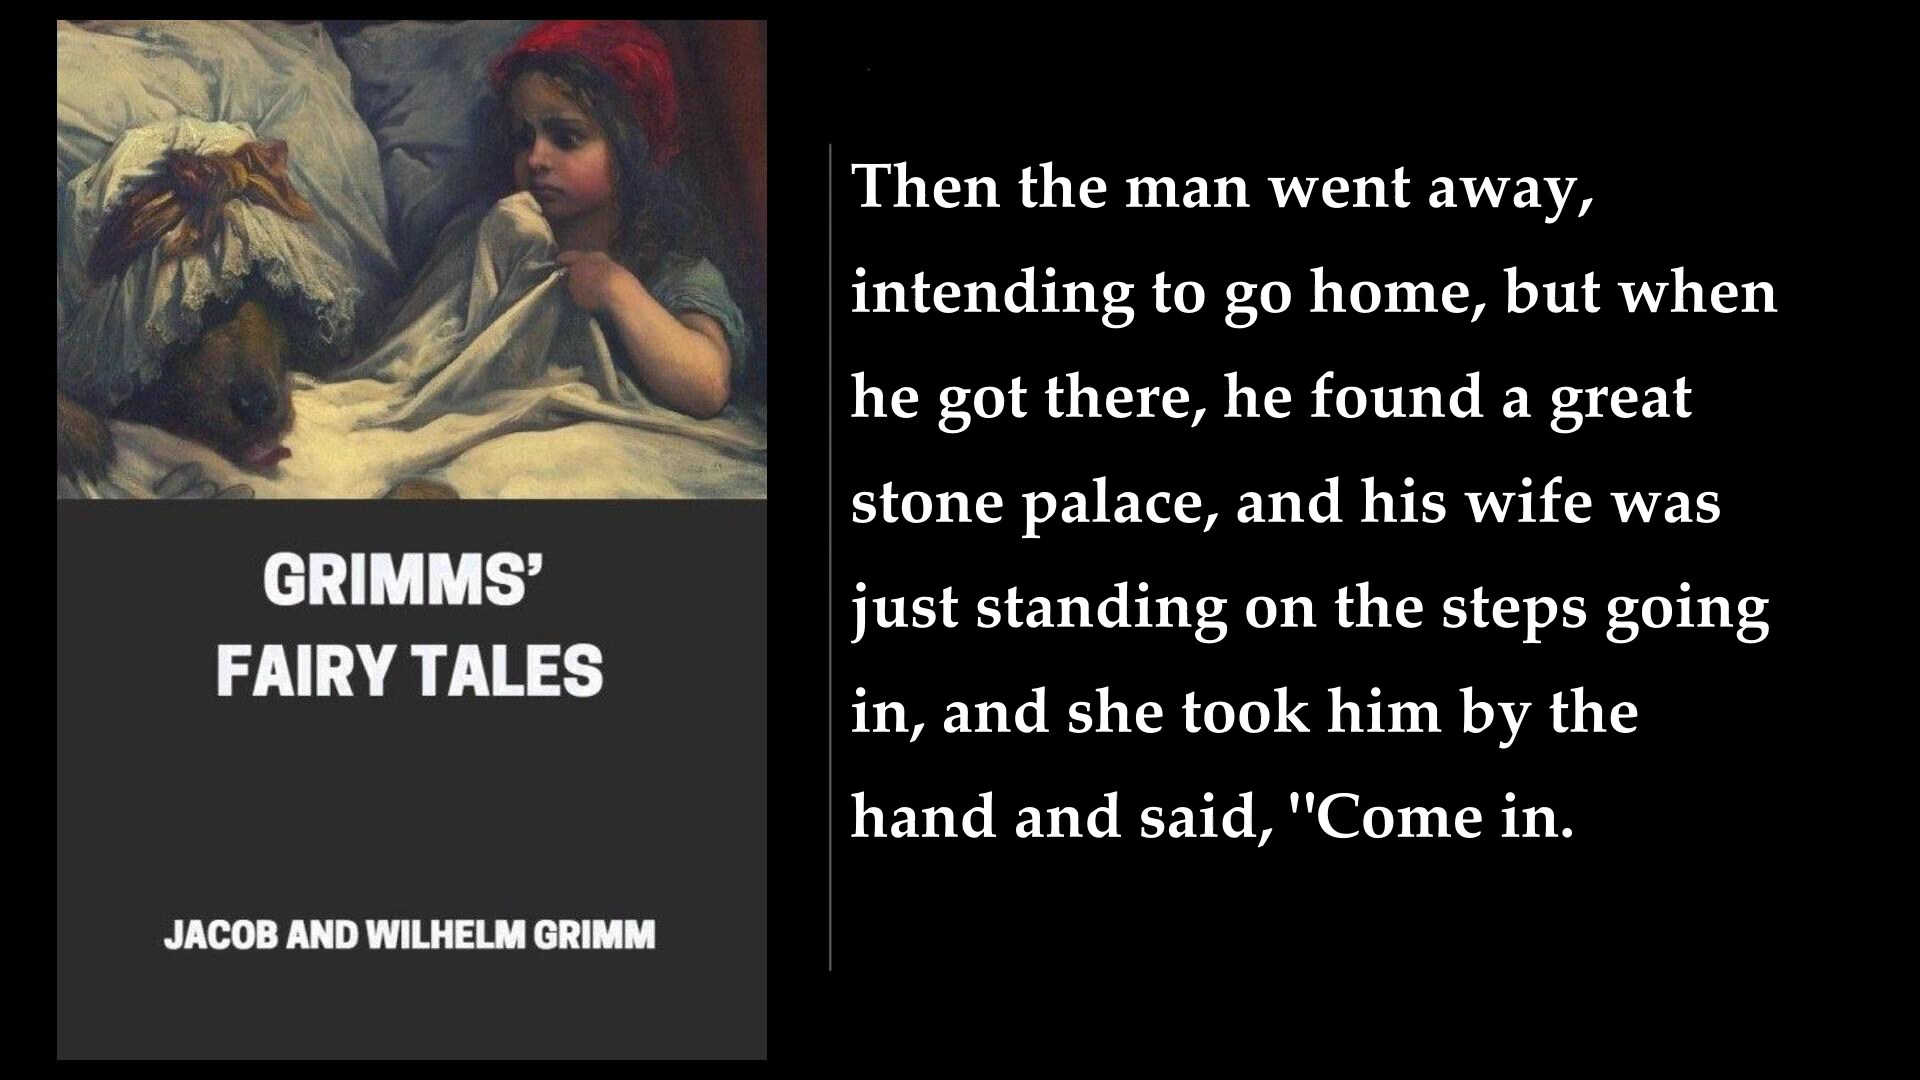 GRIMMS’
FAIRY TALES
JACOB AND WILHELM GRIMM
Then the man went away,
intending to go home, but when
he got there, he found a great
stone palace, and his wife was
just standing on the steps going
in, and she took him by the
hand and said, "Come in.